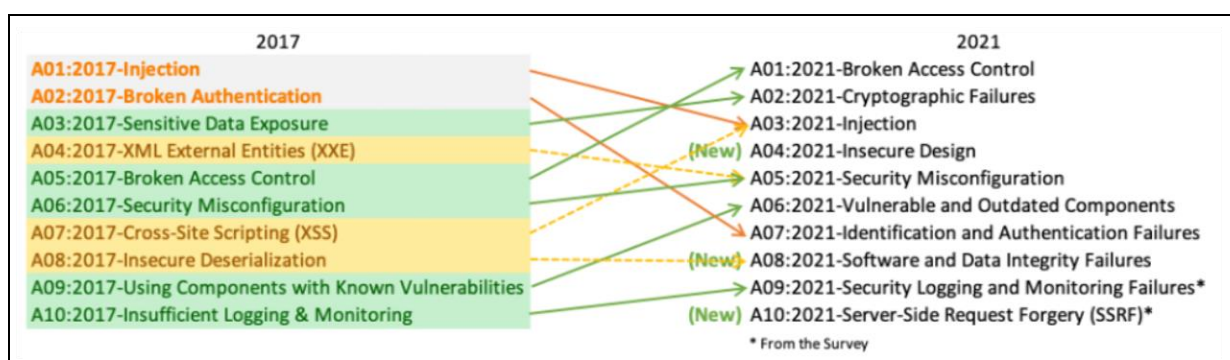 2017
A01:2017-Injection
A02:2017-Broken Authentication
A03:2017-Sensitive Data Exposure
A04:2017-XML External Entities (XXE)
A05:2017-Broken Access Control
A06:2017-Security Misconfiguration
A07:2017-Cross-Site Scripting (XSS)
A08:2017-Insecure Deserialization
A09:2017-Using Components with Known Vulnerabilities
A10:2017-Insufficient Logging & Monitoring
2021
A01:2021-Broken Access Control
A02:2021-Cryptographic Failures
A03:2021-Injection
(New) A04:2021-Insecure Design
A05:2021-Security Misconfiguration
A06:2021-Vulnerable and Outdated Components
A07:2021-Identification and Authentication Failures
(New) A08:2021-Software and Data Integrity Failures
A09:2021-Security Logging and Monitoring Failures*
(New) A10:2021-Server-Side Request Forgery (SSRF)*
* From the Survey